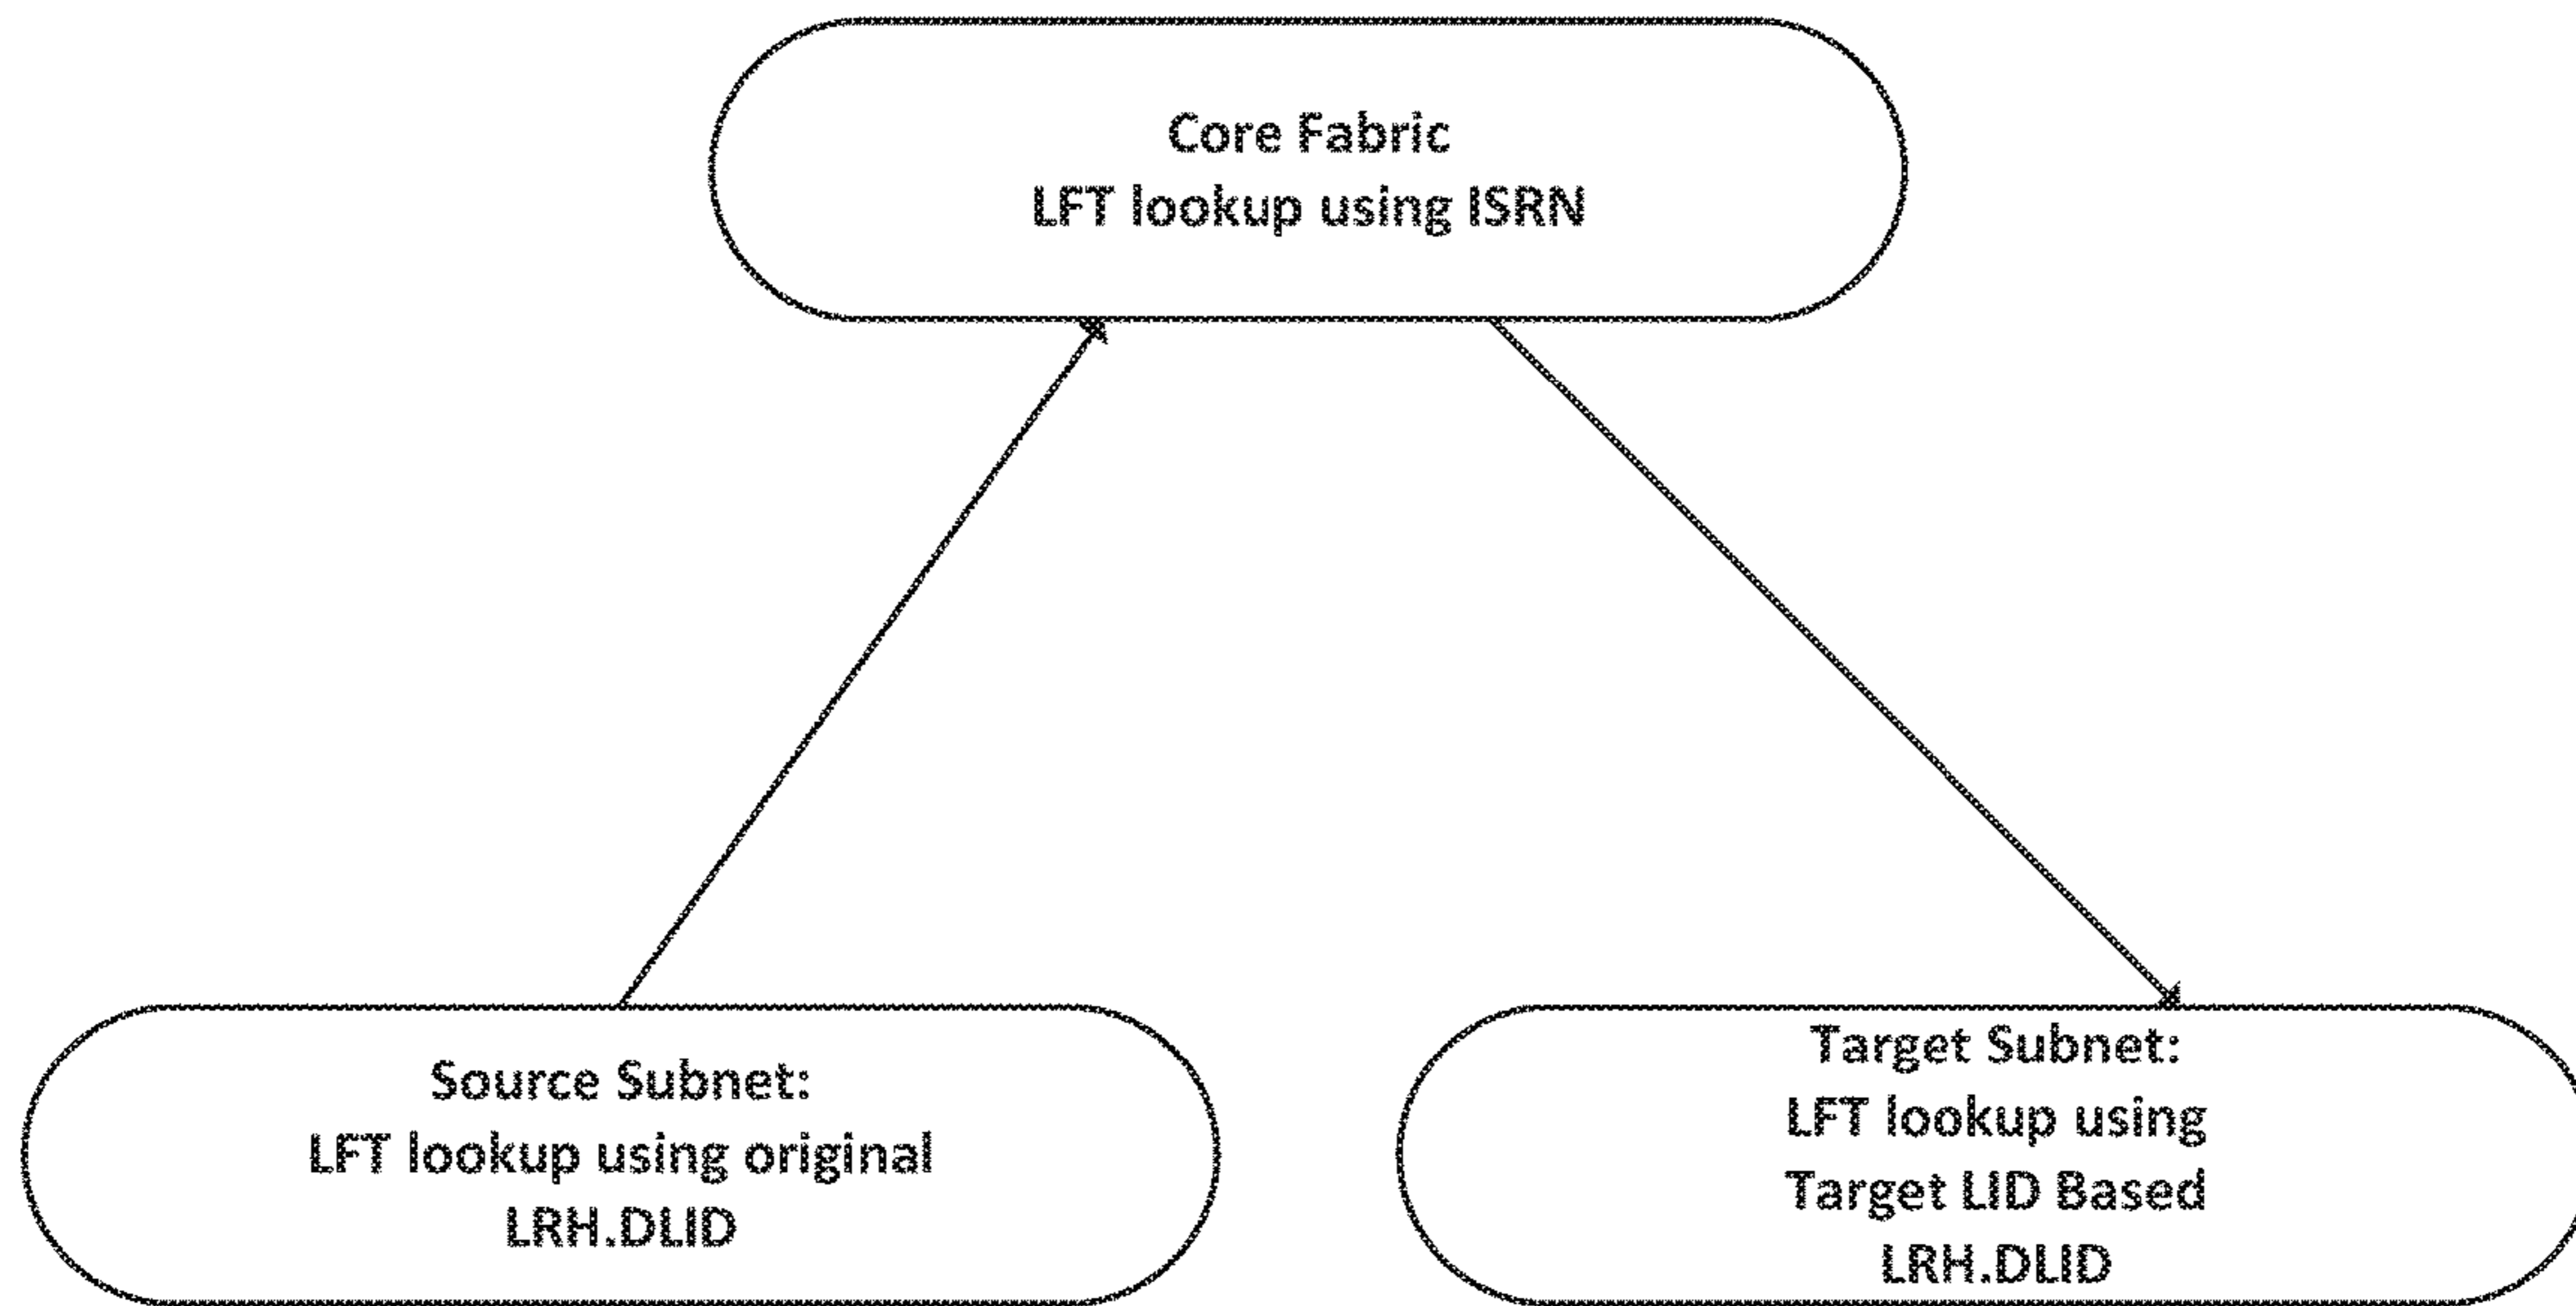 Core Fabric
LFT lookup using ISRN
Source Subnet:
LFT lookup using original
LRH.DLID
Target Subnet:
LFT lookup using
Target LID Based
LRH.DLID